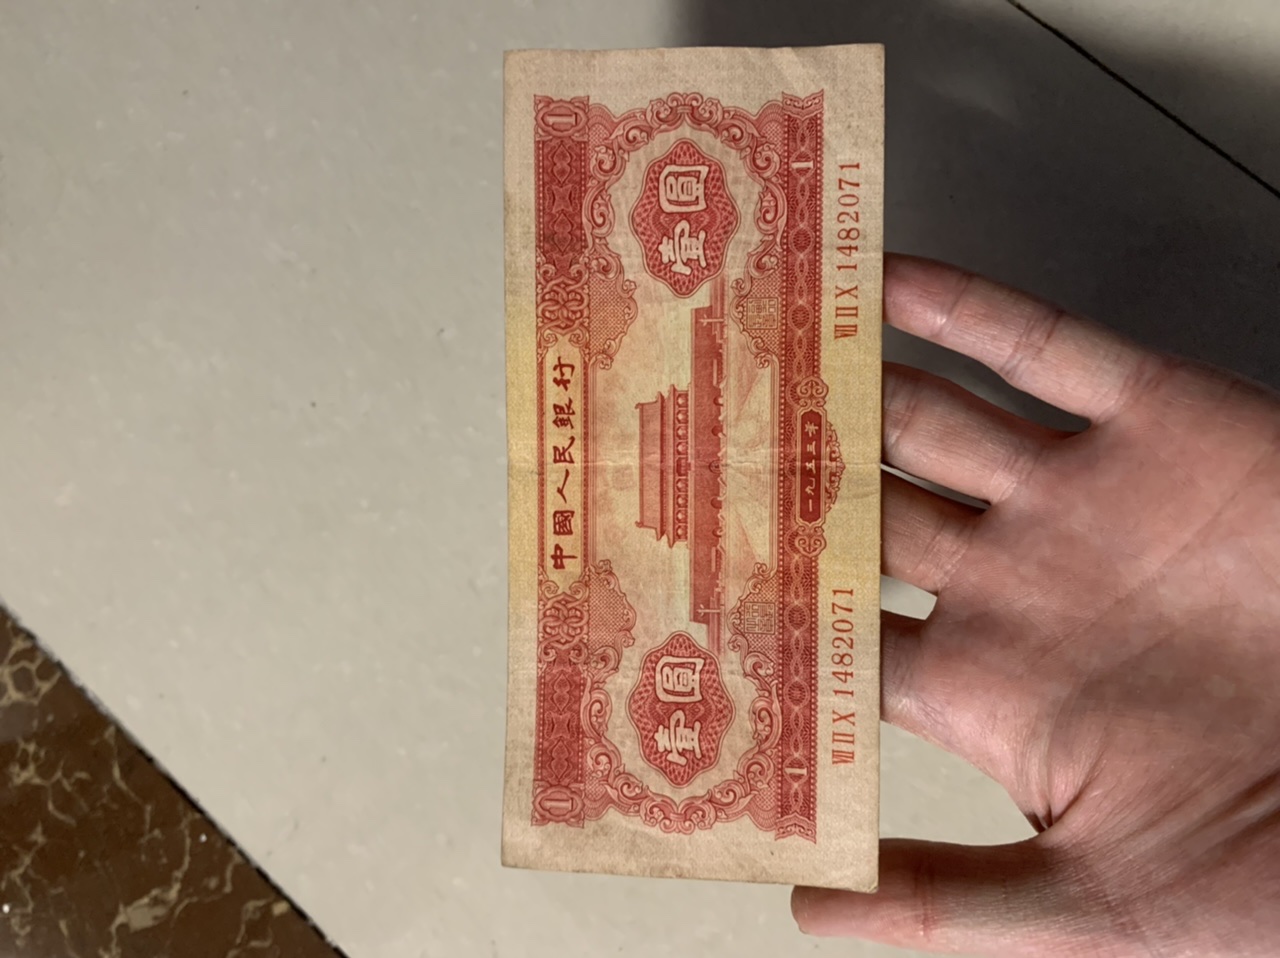 1 中國人民銀行 1
壹圓 壹圓
1 一九五三年 1
VIII II X 1482071 VIII II X 1482071